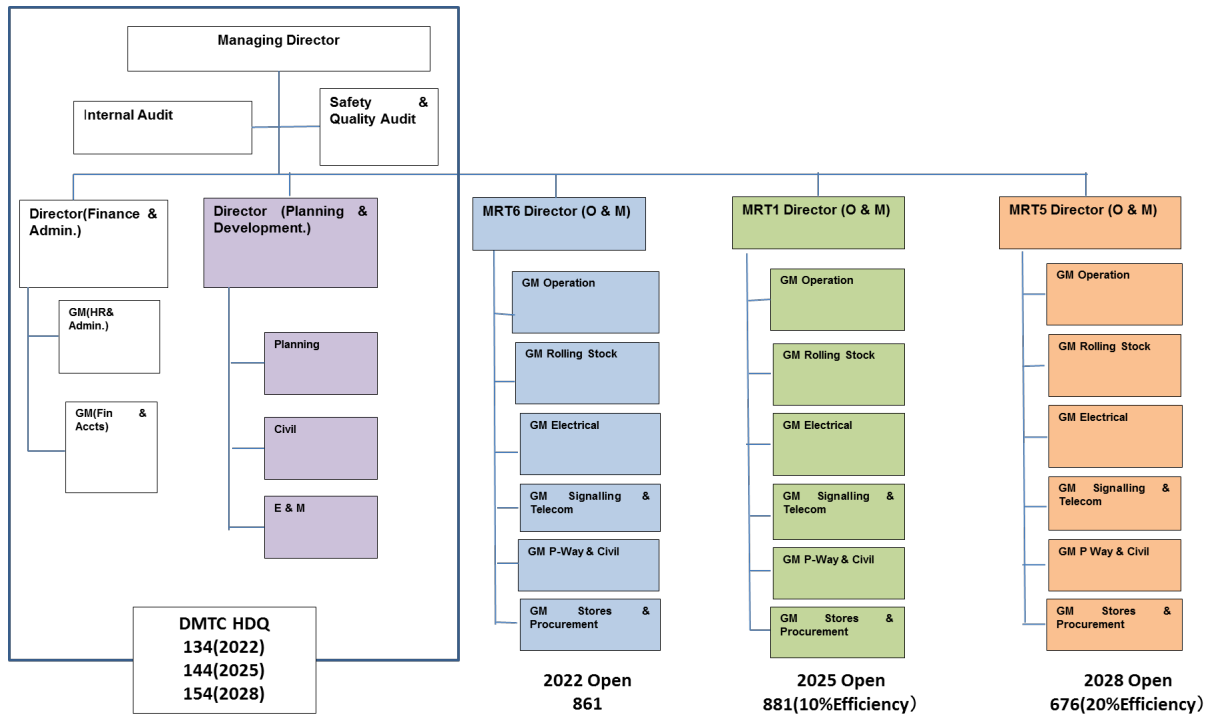 Managing Director
Internal Audit
Safety &
Quality Audit
Director(Finance &
Admin.)
GM(HR&
Admin.)
GM(Fin &
Accts)
Director (Planning &
Development.)
Planning
Civil
E & M
DMTC HDQ
134(2022)
144(2025)
154(2028)
MRT6 Director (O & M)
GM Operation
GM Rolling Stock
GM Electrical
GM Signalling &
Telecom
GM P-Way & Civil
GM Stores &
Procurement
2022 Open
861
MRT1 Director (O & M)
GM Operation
GM Rolling Stock
GM Electrical
GM Signalling &
Telecom
GM P-Way & Civil
GM Stores &
Procurement
2025 Open
881(10%Efficiency）
MRT5 Director (O & M)
GM Operation
GM Rolling Stock
GM Electrical
GM Signalling &
Telecom
GM P Way & Civil
GM Stores &
Procurement
2028 Open
676(20%Efficiency）